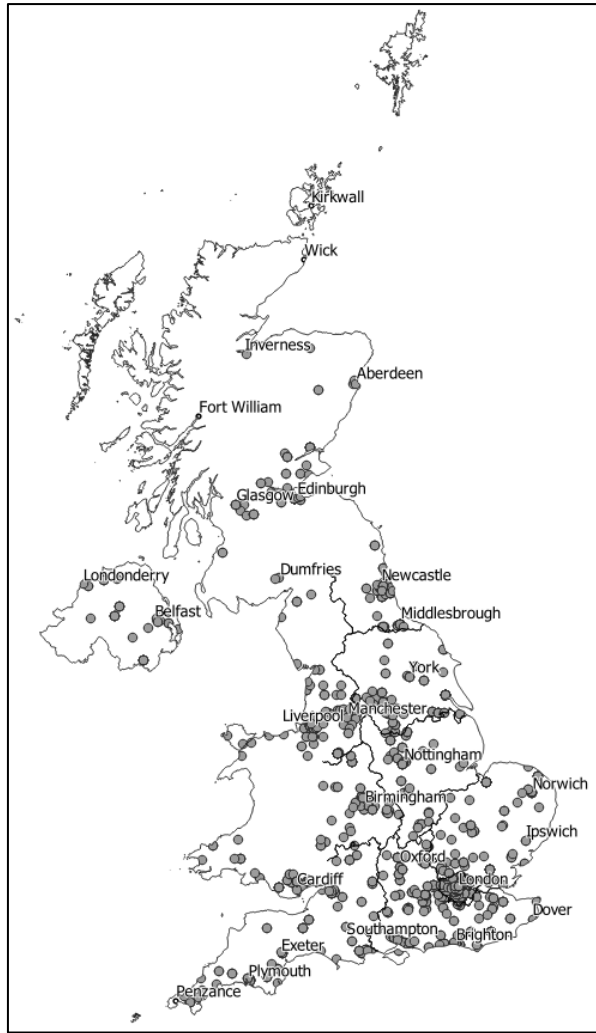 Kirkwall
Wick
Inverness
Aberdeen
Fort William
Edinburgh
Glasgow
Londonderry
Dumfries
Newcastle
Belfast
Middlesbrough
York
Liverpool
Manchester
Nottingham
Norwich
Birmingham
Ipswich
Oxford
Cardiff
London
Dover
Southampton
Brighton
Exeter
Plymouth
Penzance